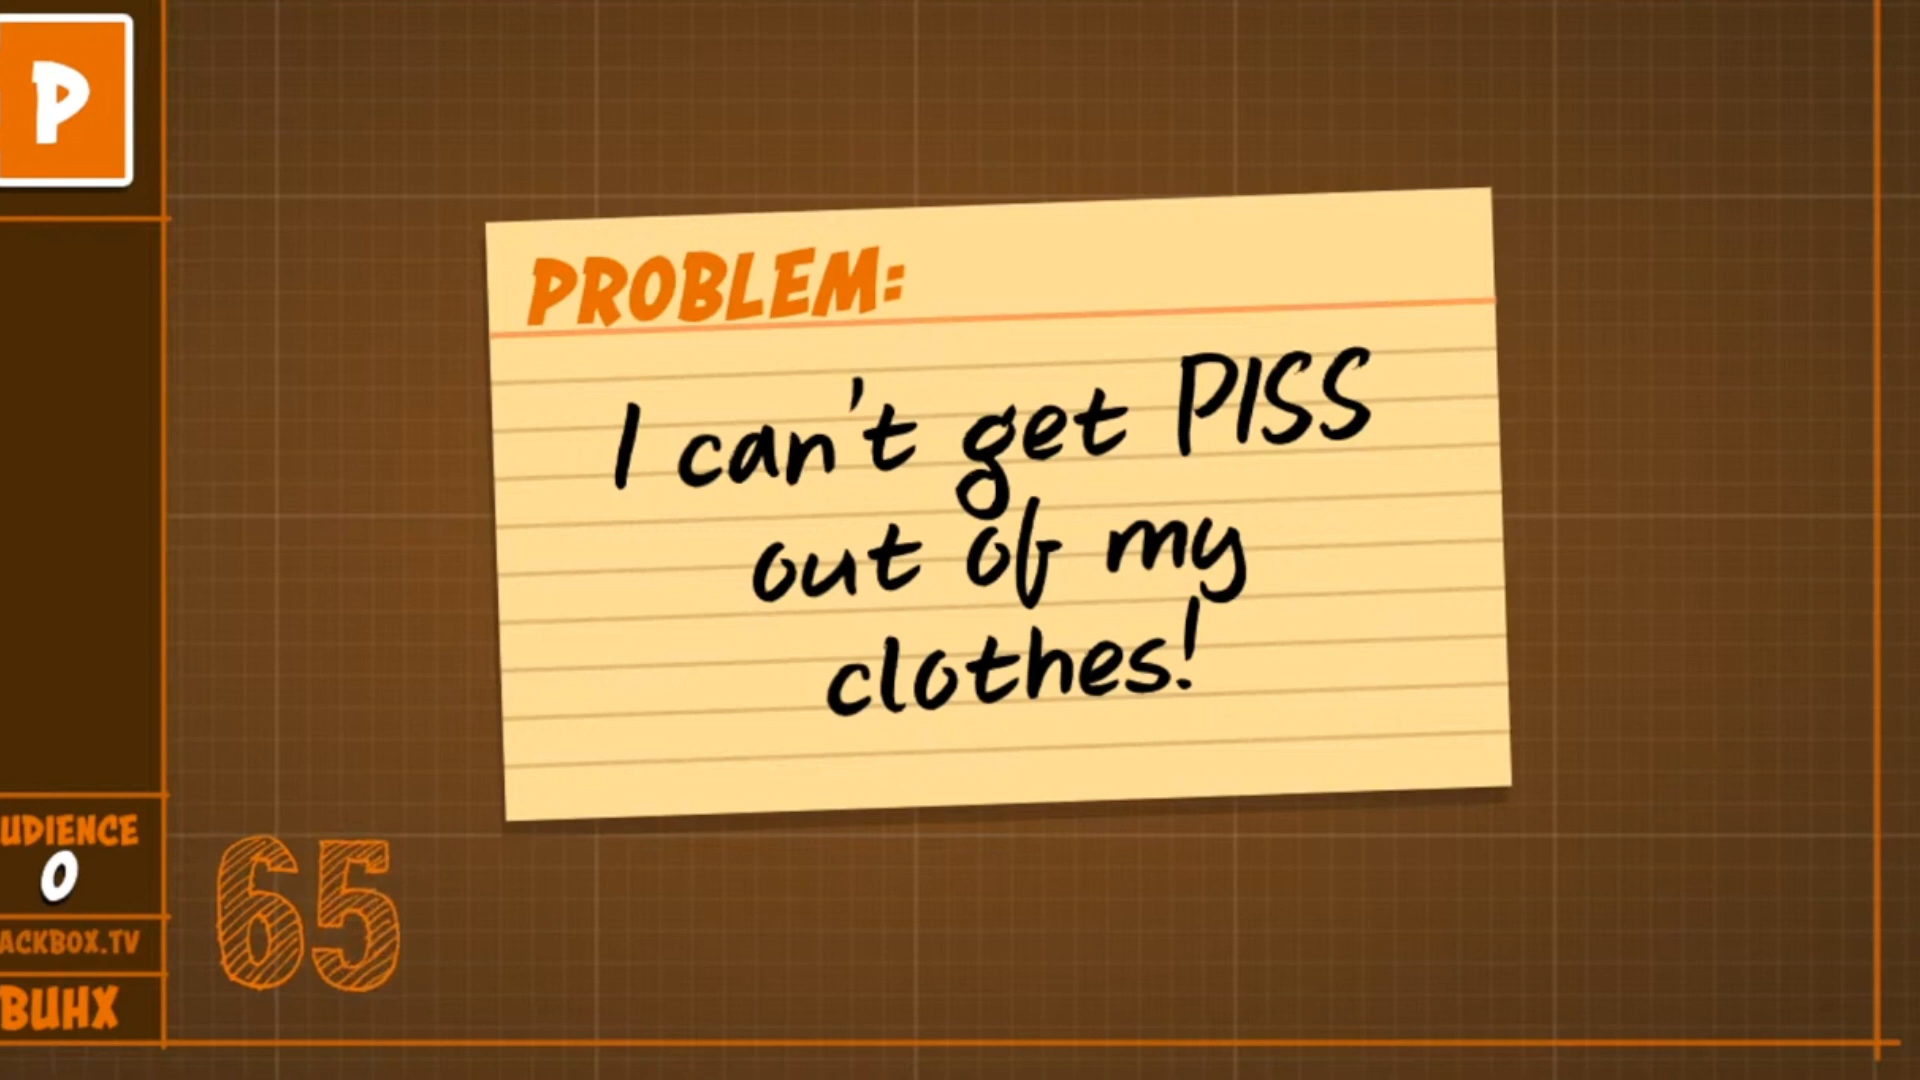 P
PROBLEM:
I can't get PISS
out of my
clothes!
UDIENCE
0
ACKBOX.TV
BUHX
65